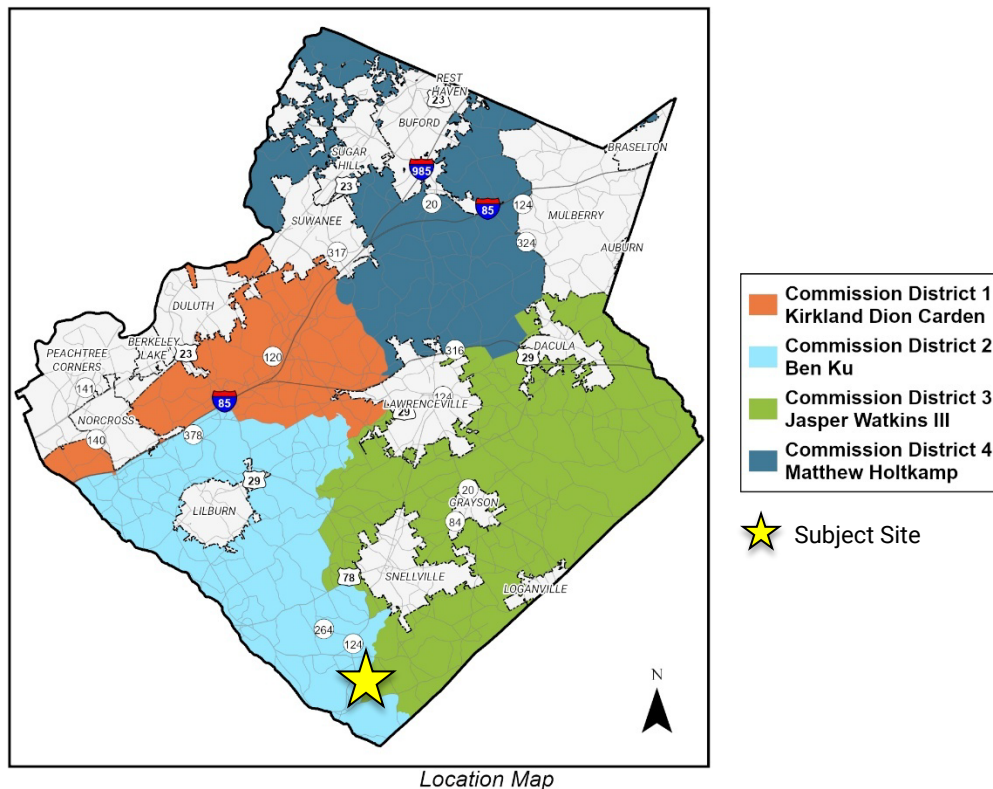 REST
HAVEN
23
BUFORD
BRASELTON
SUGAR
HILL
985
23
20
85
124
MULBERRY
SUWANEE
324
AUBURN
317
DULUTH
BERKELEY
LAKE
23
PEACHTREE
CORNERS
120
316
29
DACULA
141
124
LAWRENCEVILLE
29
85
NORCROSS
378
140
29
20
GRAYSON
LILBURN
84
78
SNELLVILLE
LOGANVILLE
264
124
N
Commission District 1
Kirkland Dion Carden
Commission District 2
Ben Ku
Commission District 3
Jasper Watkins III
Commission District 4
Matthew Holtkamp
Subject Site
Location Map